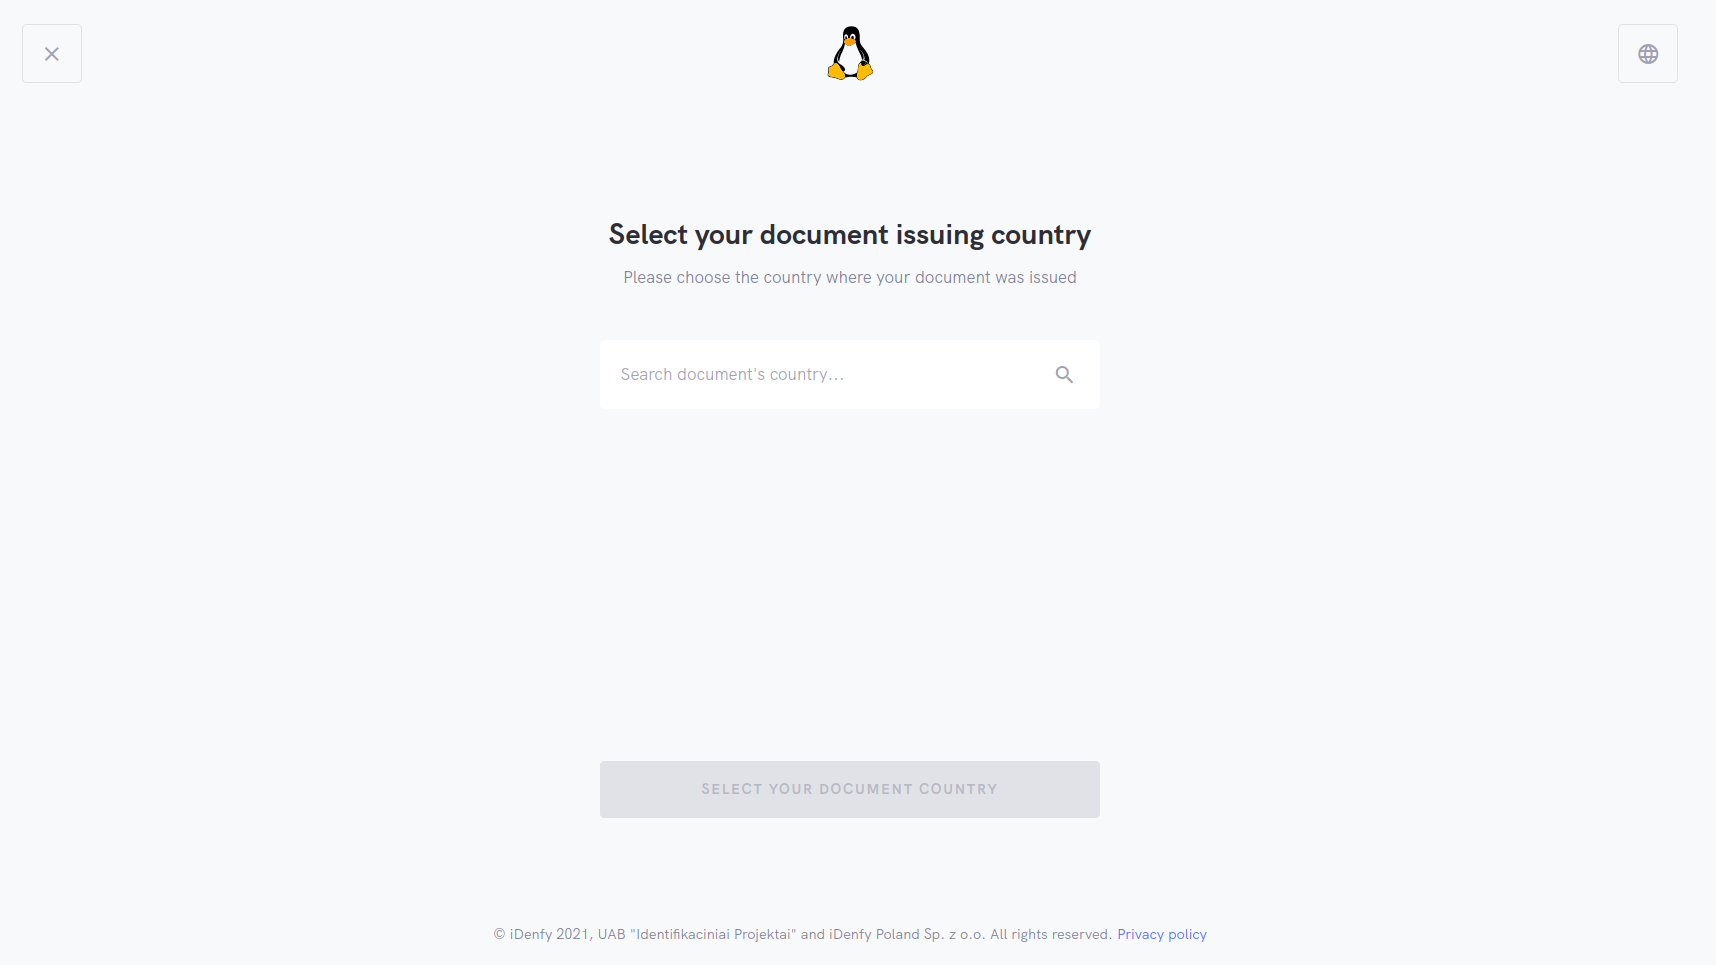 Select your document issuing country
Please choose the country where your document was issued
Search document's country...
SELECT YOUR DOCUMENT COUNTRY
© iDenfy 2021, UAB "Identifikaciniai Projektai" and iDenfy Poland Sp. z o.o. All rights reserved. Privacy policy